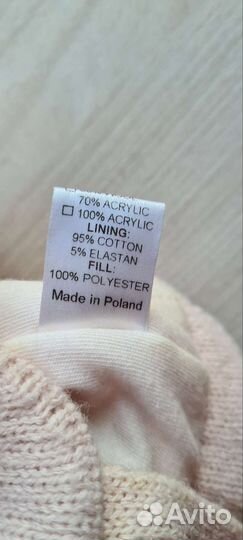 70% ACRYLIC
☐ 100% ACRYLIC
LINING:
95% COTTON
5% ELASTAN
FILL:
100% POLYESTER
Made in Poland
Avito